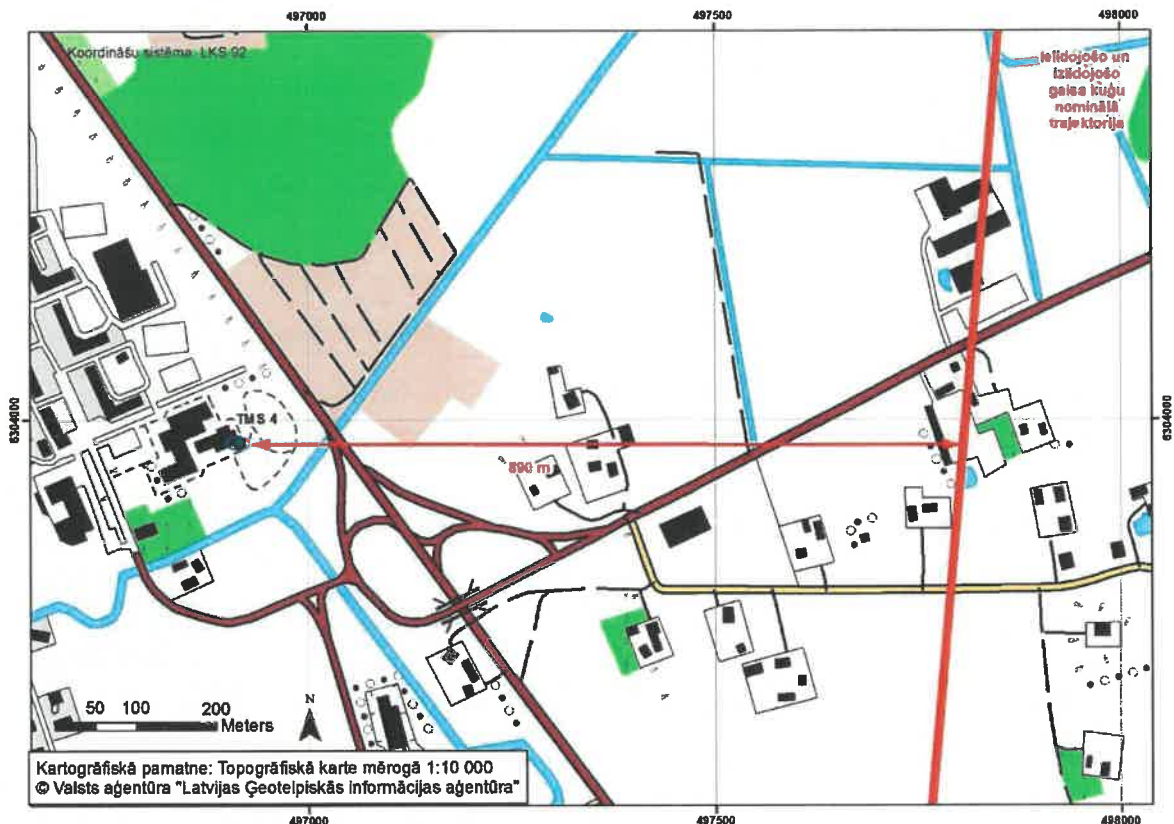 497000
497500
498000
Koordināšu sistēma: LKS 92
Ielidojošo un
izlidojošo
gaisa kuģu
nominālā
trajektorija
6304000
6304000
TMS 4
890 m
50 100 200
Meters
N
Kartogrāfiskā pamatne: Topogrāfiskā karte mērogā 1:10 000
© Valsts aģentūra "Latvijas Ģeotelpiskās informācijas aģentūra"
497000
497500
498000